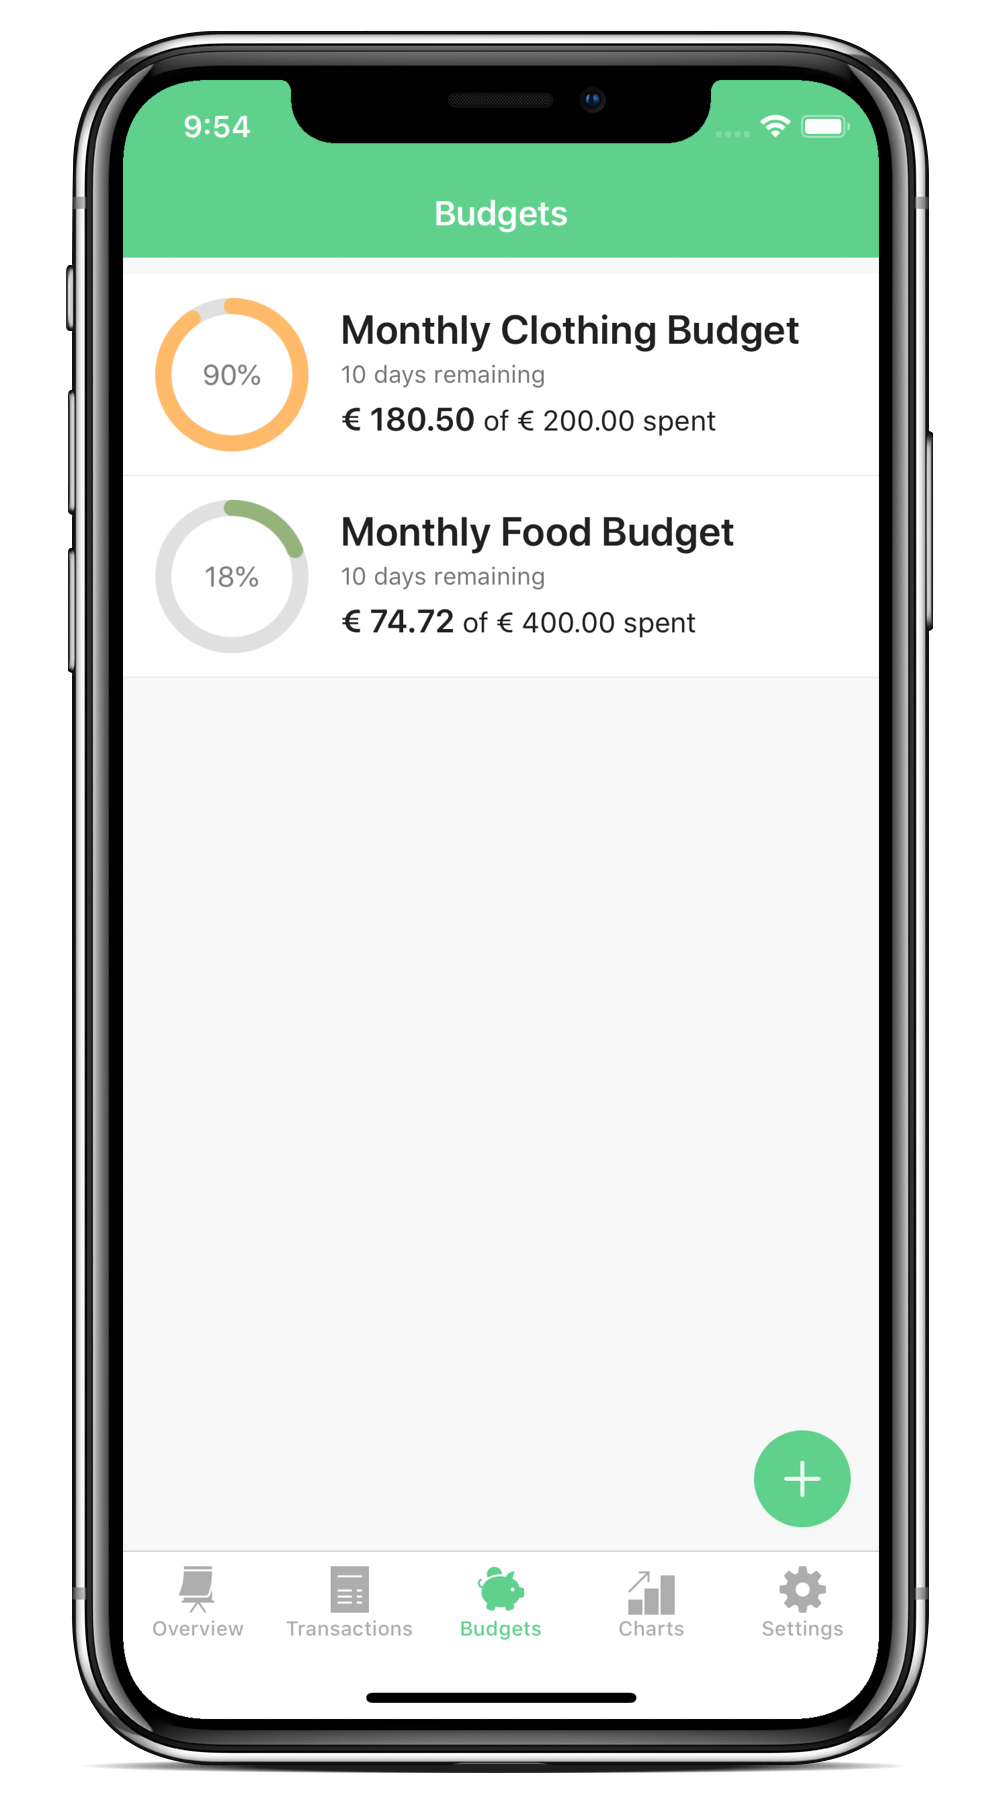 9:54
Budgets
90%
Monthly Clothing Budget
10 days remaining
€ 180.50 of € 200.00 spent
18%
Monthly Food Budget
10 days remaining
€ 74.72 of € 400.00 spent
Overview
Transactions
Budgets
Charts
Settings